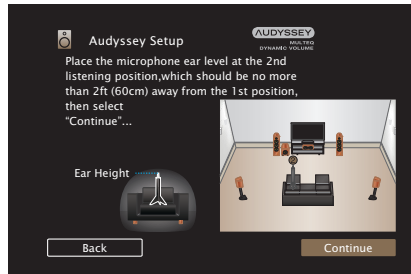 Audyssey Setup
AUDYSSEY
MULTEQ
DYNAMIC VOLUME
Place the microphone ear level at the 2nd
listening position,which should be no more
than 2ft (60cm) away from the 1st position,
then select
“Continue”...
Ear Height
Back
Continue